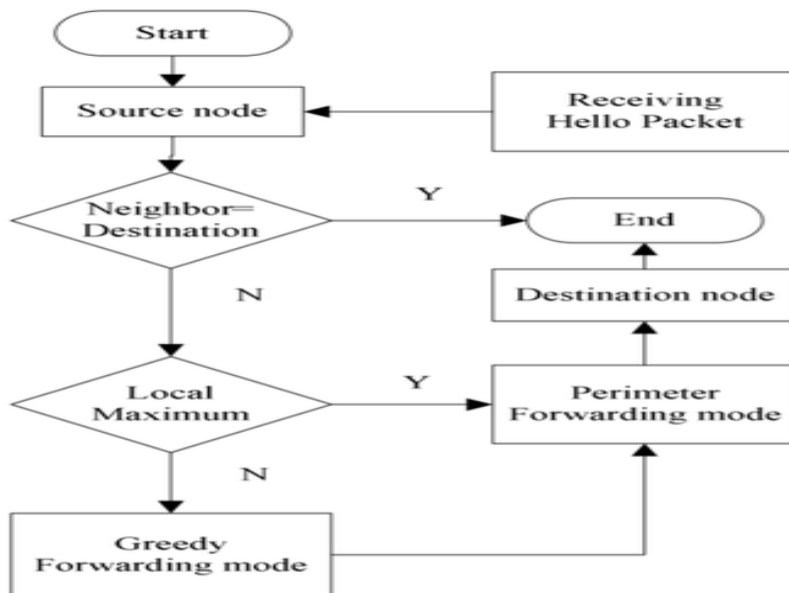 Start
Source node
Receiving
Hello Packet
Neighbor=
Destination
Y
End
N
Destination node
Local
Maximum
Y
Perimeter
Forwarding mode
N
Greedy
Forwarding mode